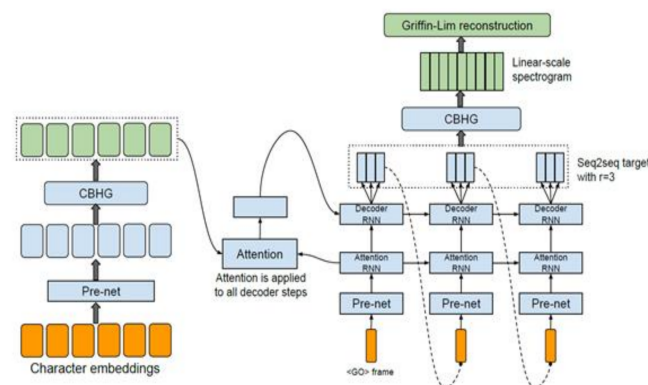 Griffin-Lim reconstruction
Linear-scale
spectrogram
CBHG
Seq2seq target
with r=3
CBHG
Decoder
RNN
Decoder
RNN
Decoder
RNN
Attention
Attention is applied
to all decoder steps
Attention
RNN
Attention
RNN
Attention
RNN
Pre-net
Pre-net
Pre-net
Pre-net
Character embeddings
<GO> frame